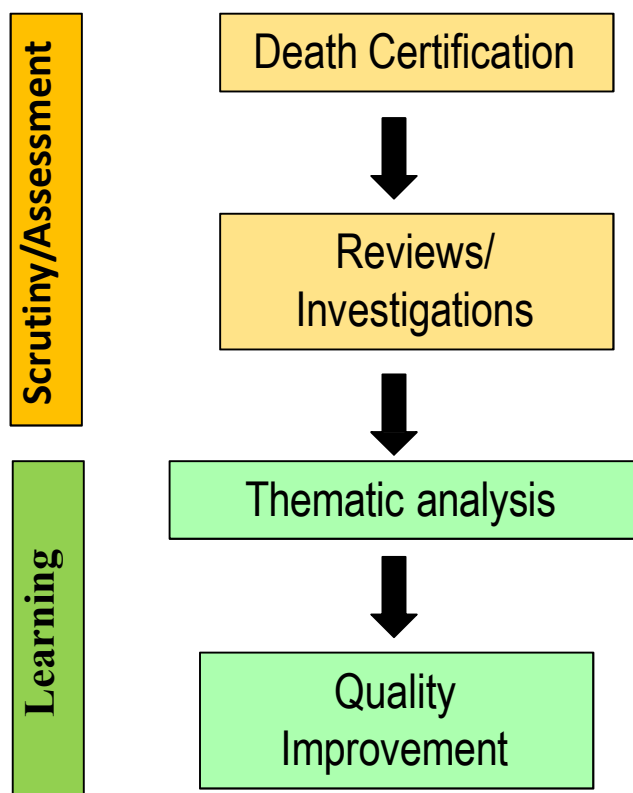 Scrutiny/Assessment
Death Certification
Reviews/
Investigations
Learning
Thematic analysis
Quality
Improvement